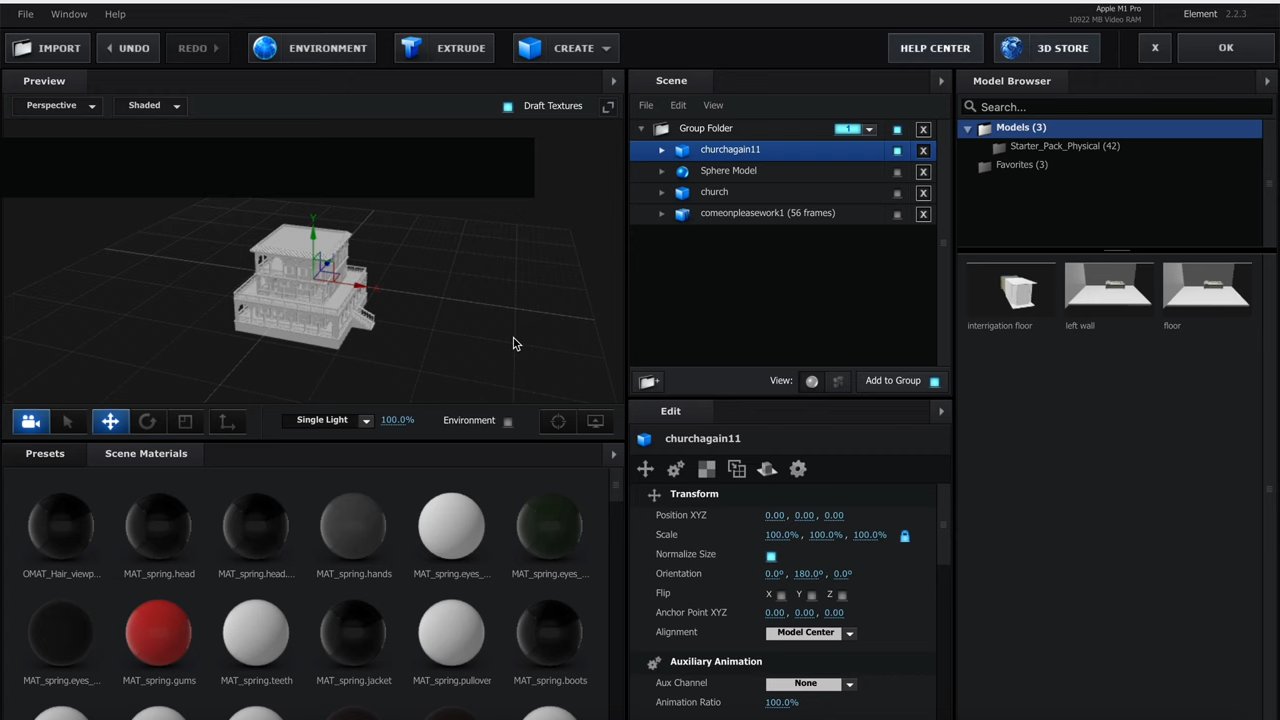 File Window Help
Apple M1 Pro
10922 MB Video RAM
Element 2.2.3
IMPORT UNDO REDO ENVIRONMENT EXTRUDE CREATE HELP CENTER 3D STORE X OK
Preview
Perspective Shaded Draft Textures
Y
Single Light 100.0% Environment
Presets Scene Materials
OMAT_Hair_viewp... MAT_spring.head MAT_spring.head.... MAT_spring.hands MAT_spring.eyes_... MAT_spring.eyes_...
MAT_spring.eyes_... MAT_spring.gums MAT_spring.teeth MAT_spring.jacket MAT_spring.pullover MAT_spring.boots
Scene
File Edit View
Group Folder 1 X
churchagain11 X
Sphere Model X
church X
comeonpleasework1 (56 frames) X
View: Add to Group
Edit
churchagain11
Transform
Position XYZ 0.00, 0.00, 0.00
Scale 100.0%, 100.0%, 100.0%
Normalize Size
Orientation 0.0º, 180.0º, 0.0º
Flip X Y Z
Anchor Point XYZ 0.00, 0.00, 0.00
Alignment Model Center
Auxiliary Animation
Aux Channel None
Animation Ratio 100.0%
Model Browser
Search...
Models (3)
Starter_Pack_Physical (42)
Favorites (3)
interrigation floor left wall floor